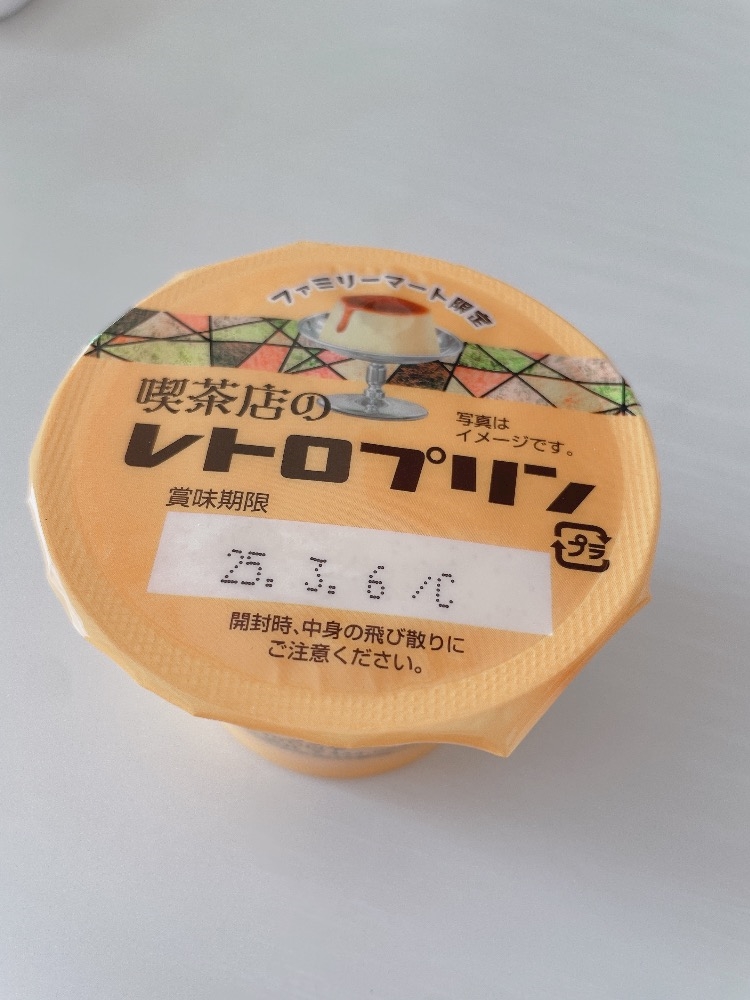 ファミリーマート限定
喫茶店の
レトロプリン
写真は
イメージです。
賞味期限
プラ
25. 3. 6
開封時、中身の飛び散りに
ご注意ください。